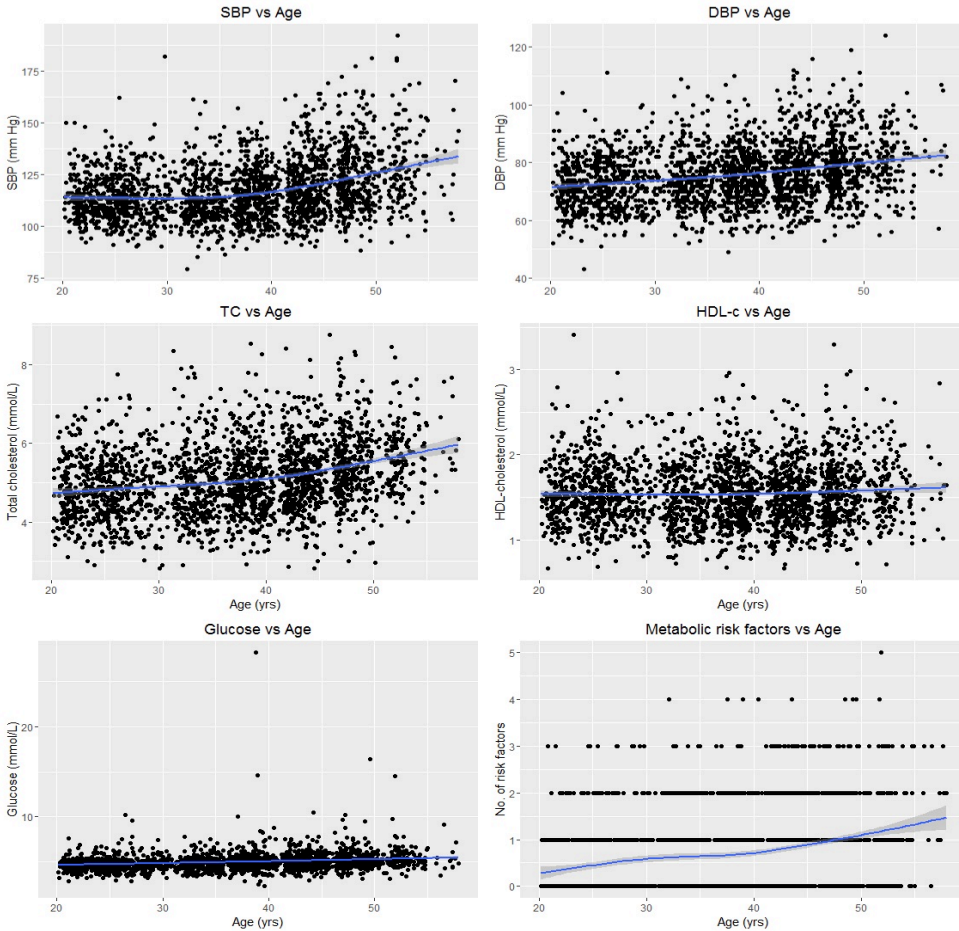 SBP vs Age
SBP (mm Hg)
175
150
125
100
75
20 30 40 50
DBP vs Age
DBP (mm Hg)
120
100
80
60
40
20 30 40 50
TC vs Age
Total cholesterol (mmol/L)
8
6
4
20 30 40 50
Age (yrs)
HDL-c vs Age
HDL-cholesterol (mmol/L)
3
2
1
20 30 40 50
Age (yrs)
Glucose vs Age
Glucose (mmol/L)
20
10
20 30 40 50
Age (yrs)
Metabolic risk factors vs Age
No. of risk factors
5
4
3
2
1
0
20 30 40 50
Age (yrs)